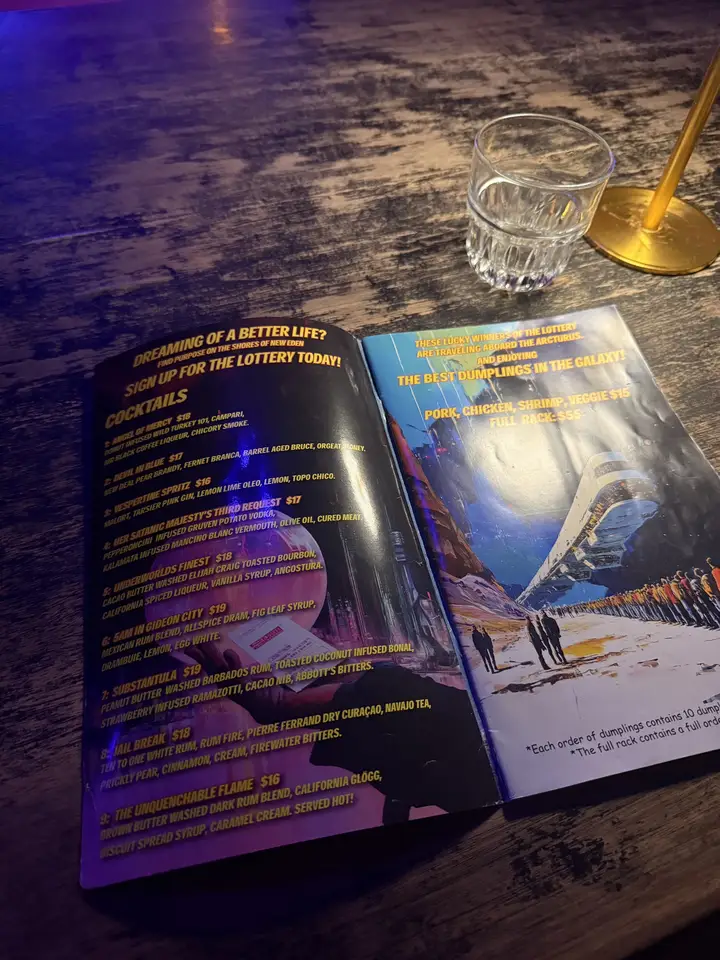 DREAMING OF A BETTER LIFE?
FIND PURPOSE ON THE SHORES OF NEW EDEN
SIGN UP FOR THE LOTTERY TODAY!
COCKTAILS
1: ANGEL OF MERCY $18
DONUT INFUSED WILD TURKEY 101, CAMPARI,
BLACK COFFEE LIQUEUR, CHICORY SMOKE.
2: DEVIL IN BLUE $17
NEW DEAL PEAR BRANDY, FERNET BRANCA, BARREL AGED BRUCE, ORGEAT, HONEY.
3: VESPERTINE SPRITZ $16
MALORT, TARSIER PINK GIN, LEMON LIME OLEO, LEMON, TOPO CHICO.
4: HER SATANIC MAJESTY'S THIRD REQUEST $17
PEPPERONCINI INFUSED GRUVEN POTATO VODKA,
KALAMATA INFUSED MANCINO BLANC VERMOUTH, OLIVE OIL, CURED MEAT.
5: UNDERWORLDS FINEST $18
CACAO BUTTER WASHED ELIJAH CRAIG TOASTED BOURBON,
CALIFORNIA SPICED LIQUEUR, VANILLA SYRUP, ANGOSTURA.
6: 5AM IN GIDEON CITY $19
MEXICAN RUM BLEND, ALLSPICE DRAM, FIG LEAF SYRUP,
DRAMBUIE, LEMON, EGG WHITE.
7: SUBSTANTULA $19
PEANUT BUTTER WASHED BARBADOS RUM, TOASTED COCONUT INFUSED BONAL,
STRAWBERRY INFUSED RAMAZOTTI, CACAO NIB, ABBOTT'S BITTERS.
8: JAIL BREAK $18
TEN TO ONE WHITE RUM, RUM FIRE, PIERRE FERRAND DRY CURAÇAO, NAVAJO TEA,
PRICKLY PEAR, CINNAMON, CREAM, FIREWATER BITTERS.
9: THE UNQUENCHABLE FLAME $16
BROWN BUTTER WASHED DARK RUM BLEND, CALIFORNIA GLÖGG,
BISCUIT SPREAD SYRUP, CARAMEL CREAM. SERVED HOT!
THESE LUCKY WINNERS OF THE LOTTERY
ARE TRAVELING ABOARD THE ARCTURUS...
AND ENJOYING
THE BEST DUMPLINGS IN THE GALAXY!
PORK, CHICKEN, SHRIMP, VEGGIE $15
FULL RACK: $55
*Each order of dumplings contains 10 dumpl
*The full rack contains a full orde